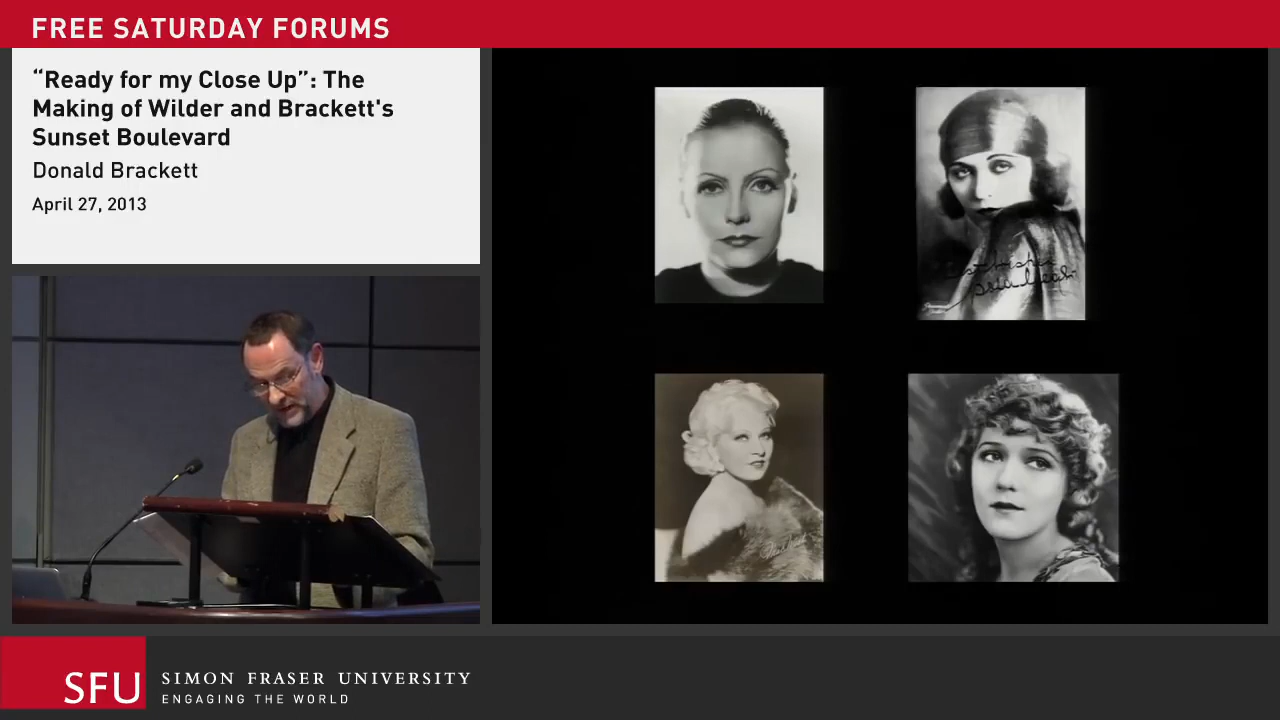 FREE SATURDAY FORUMS
“Ready for my Close Up”: The
Making of Wilder and Brackett's
Sunset Boulevard
Donald Brackett
April 27, 2013
SFU
SIMON FRASER UNIVERSITY
ENGAGING THE WORLD